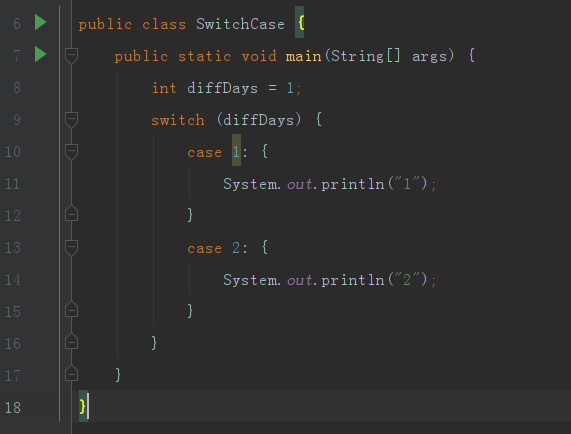 6 public class SwitchCase {
7 public static void main(String[] args) {
8 int diffDays = 1;
9 switch (diffDays) {
10 case 1: {
11 System.out.println("1");
12 }
13 case 2: {
14 System.out.println("2");
15 }
16 }
17 }
18 }